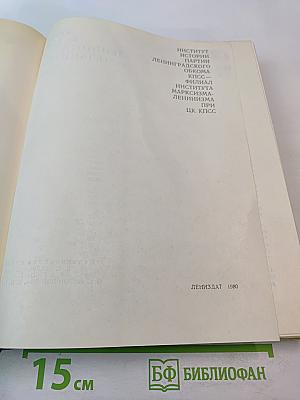 ИНСТИТУТ
ИСТОРИИ
ПАРТИИ
ЛЕНИНГРАДСКОГО
ОБКОМА
КПСС —
ФИЛИАЛ
ИНСТИТУТА
МАРКСИЗМА-
ЛЕНИНИЗМА
ПРИ
ЦК КПСС
ЛЕНИЗДАТ 1980
15 см
БФ БИБЛИОФАН